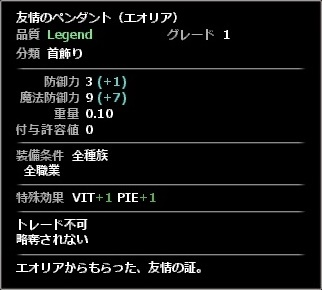 友情のペンダント（エオリア）
品質 Legend グレード 1
分類 首飾り
防御力 3 (+1)
魔法防御力 9 (+7)
重量 0.10
付与許容値 0
装備条件 全種族
全職業
特殊効果 VIT+1 PIE+1
トレード不可
略奪されない
エオリアからもらった、友情の証。